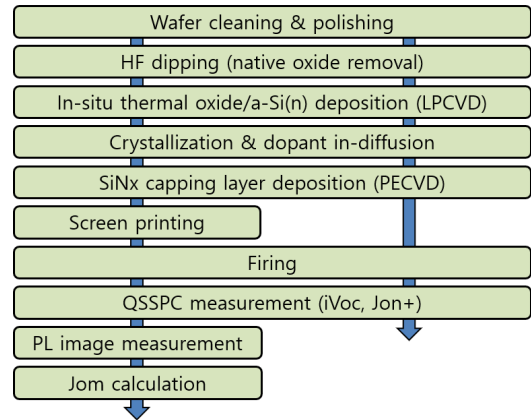 Wafer cleaning & polishing
HF dipping (native oxide removal)
In-situ thermal oxide/a-Si(n) deposition (LPCVD)
Crystallization & dopant in-diffusion
SiNx capping layer deposition (PECVD)
Screen printing
Firing
QSSPC measurement (iVoc, Jon+)
PL image measurement
Jom calculation